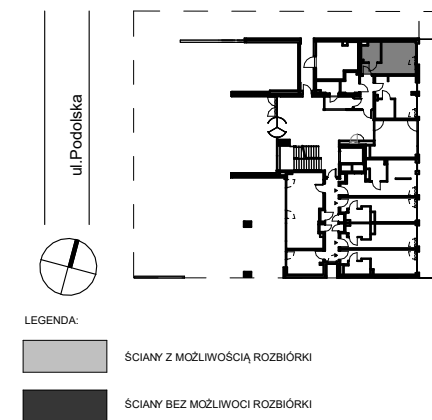 ul.Podolska
LEGENDA:
ŚCIANY Z MOŻLIWOŚCIĄ ROZBIÓRKI
ŚCIANY BEZ MOŻLIWOCI ROZBIÓRKI